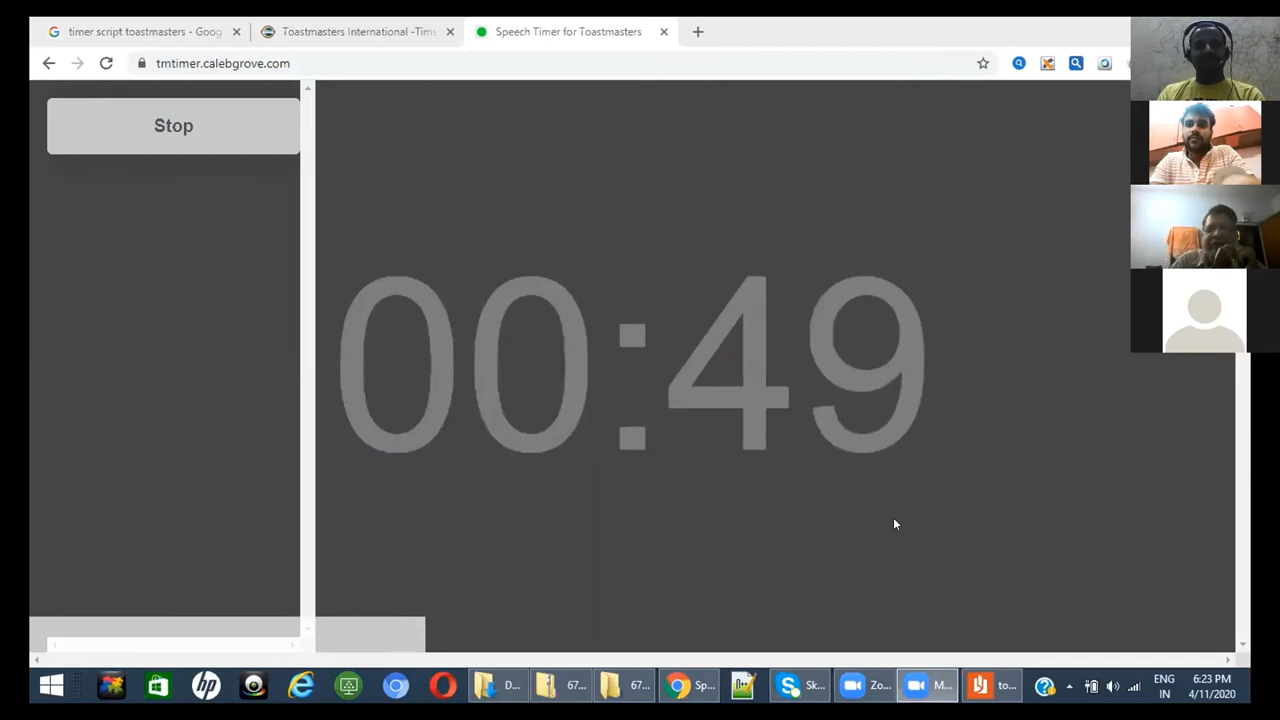 timer script toastmasters - Goog
Toastmasters International -Time
Speech Timer for Toastmasters
tmtimer.calebgrove.com
Stop
00:49
D...
67...
67...
Sp...
Sk...
Zo...
M...
to...
ENG
IN
6:23 PM
4/11/2020